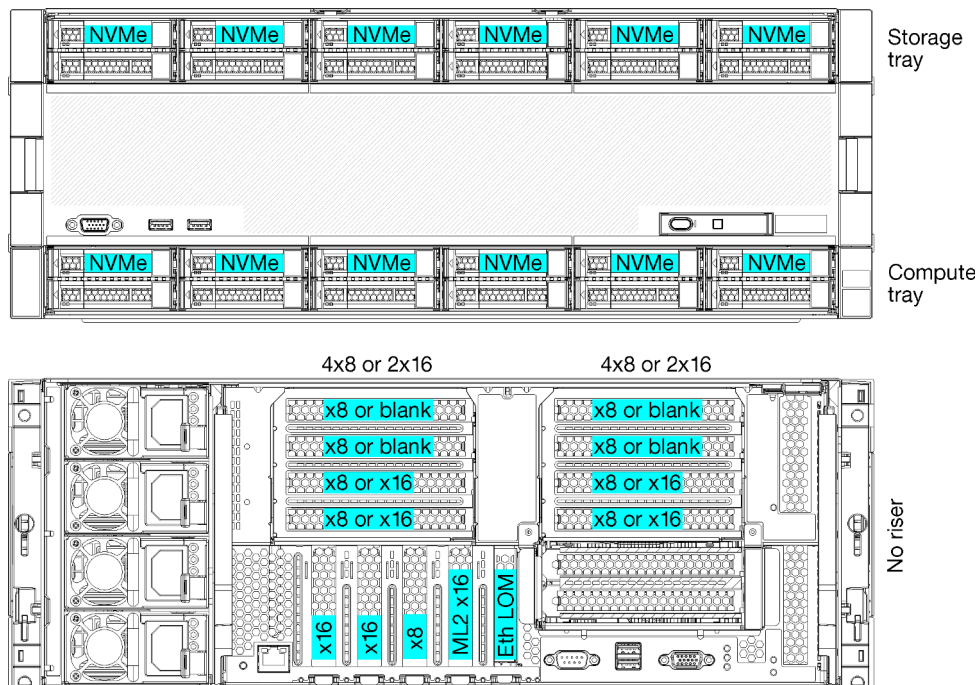 NVMe NVMe NVMe NVMe NVMe NVMe
Storage
tray
NVMe NVMe NVMe NVMe NVMe NVMe
Compute
tray
4x8 or 2x16
4x8 or 2x16
x8 or blank
x8 or blank
x8 or x16
x8 or x16
x8 or blank
x8 or blank
x8 or x16
x8 or x16
x16
x16
x8
ML2 x16
Eth LOM
No riser